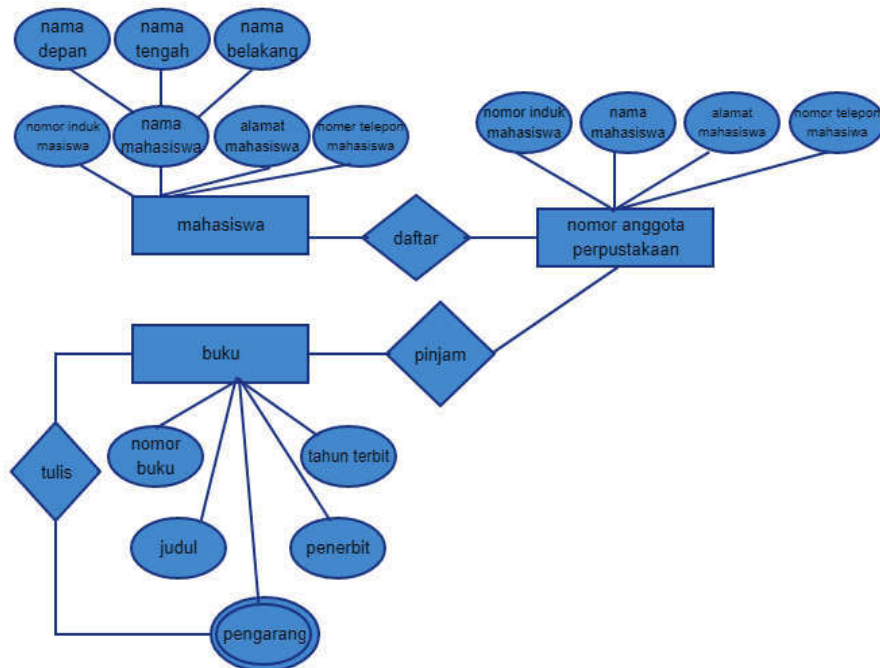 nama
depan
nama
tengah
nama
belakang
nomor induk
masiswa
nama
mahasiswa
alamat
mahasiswa
nomer telepon
mahasiswa
nomor induk
mahasiswa
nama
mahasiswa
alamat
mahasiswa
nomor telepon
mahasiwa
mahasiswa
daftar
nomor anggota
perpustakaan
buku
pinjam
tulis
nomor
buku
tahun terbit
judul
penerbit
pengarang